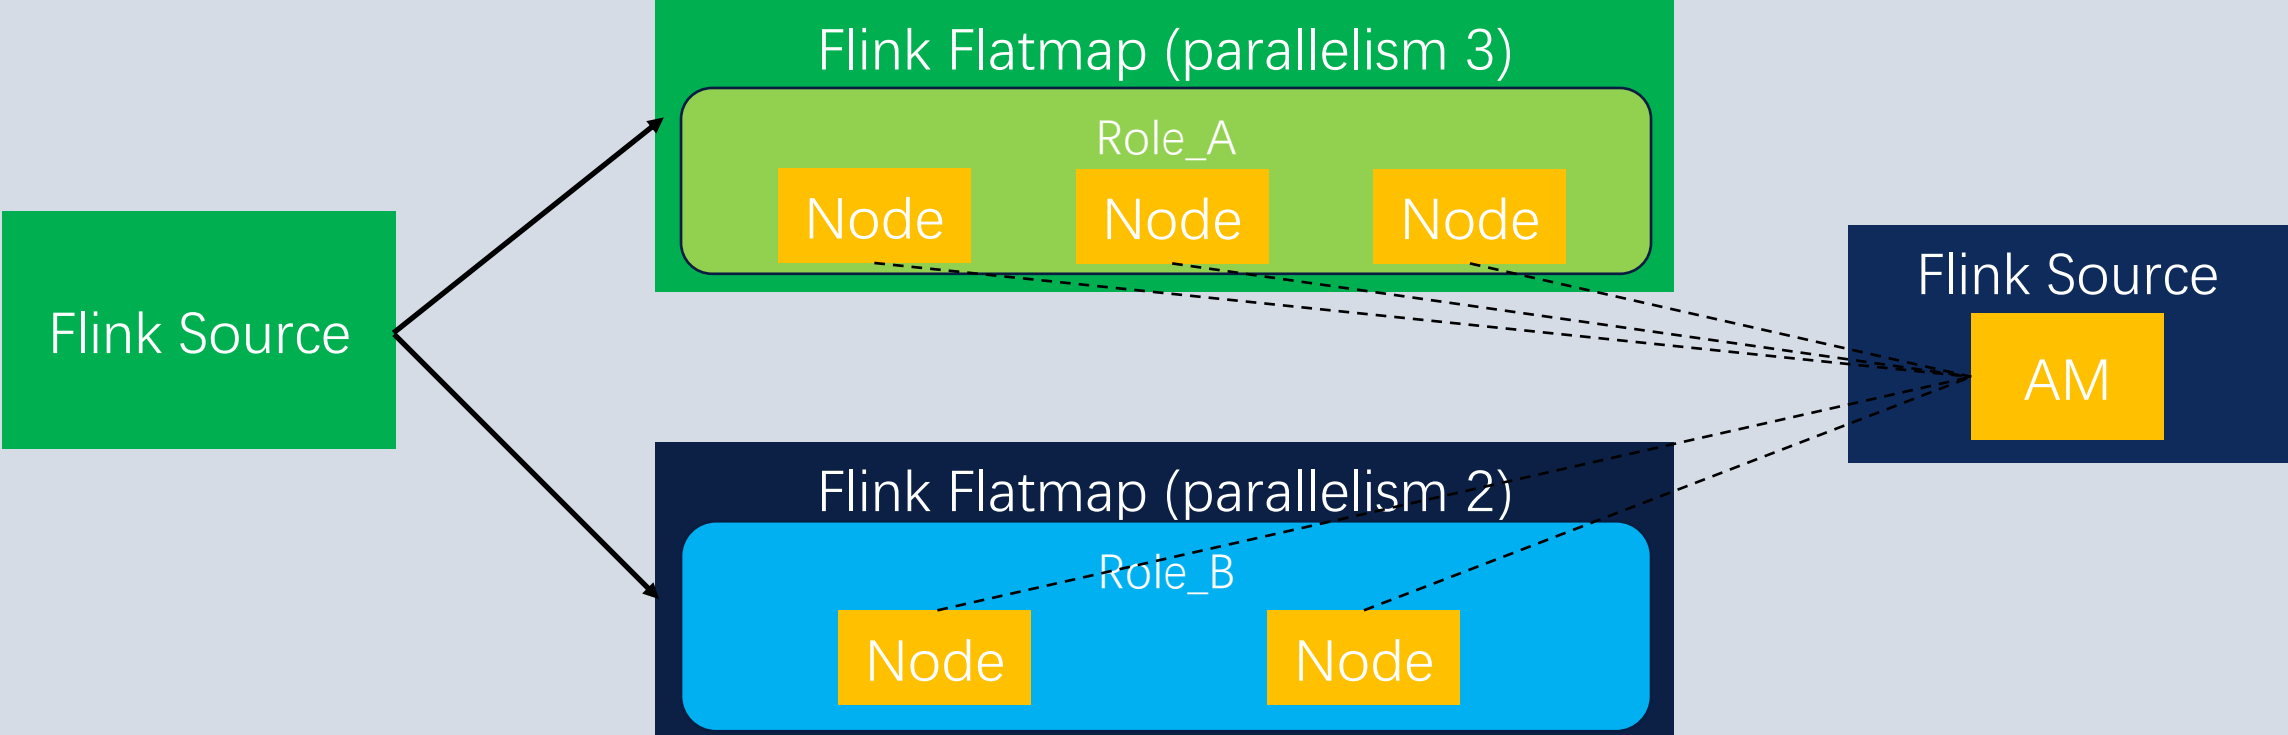 Flink Source
Flink Flatmap (parallelism 3)
Role_A
Node Node Node
Flink Source
AM
Flink Flatmap (parallelism 2)
Role_B
Node Node